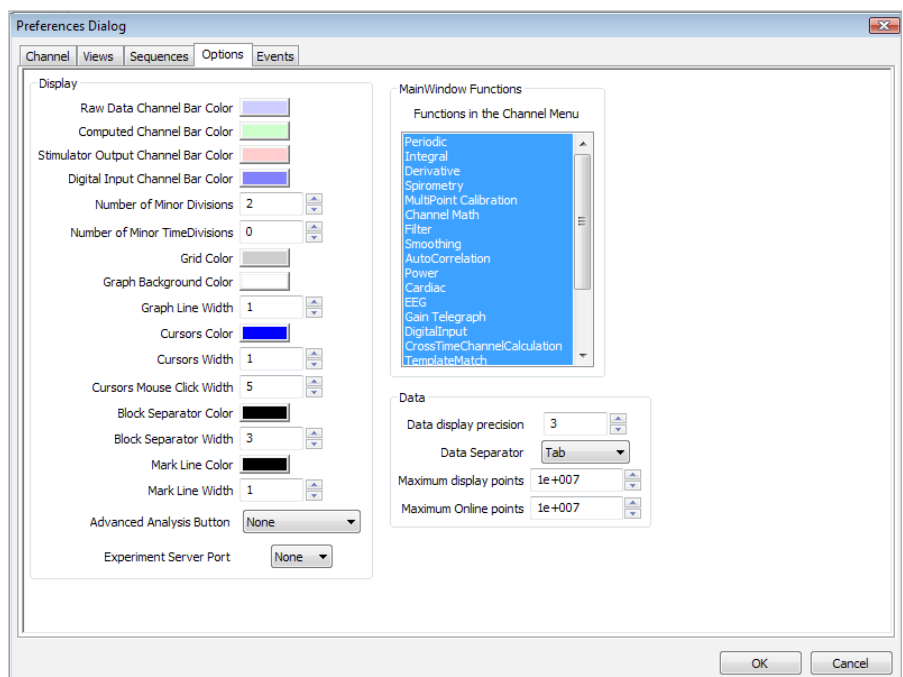 Preferences Dialog
Channel Views Sequences Options Events
Display
Raw Data Channel Bar Color
Computed Channel Bar Color
Stimulator Output Channel Bar Color
Digital Input Channel Bar Color
Number of Minor Divisions 2
Number of Minor TimeDivisions 0
Grid Color
Graph Background Color
Graph Line Width 1
Cursors Color
Cursors Width 1
Cursors Mouse Click Width 5
Block Separator Color
Block Separator Width 3
Mark Line Color
Mark Line Width 1
Advanced Analysis Button None
Experiment Server Port None
MainWindow Functions
Functions in the Channel Menu
Periodic
Integral
Derivative
Spirometry
MultiPoint Calibration
Channel Math
Filter
Smoothing
AutoCorrelation
Power
Cardiac
EEG
Gain Telegraph
DigitalInput
CrossTimeChannelCalculation
TemplateMatch
Data
Data display precision 3
Data Separator Tab
Maximum display points 1e+007
Maximum Online points 1e+007
OK Cancel